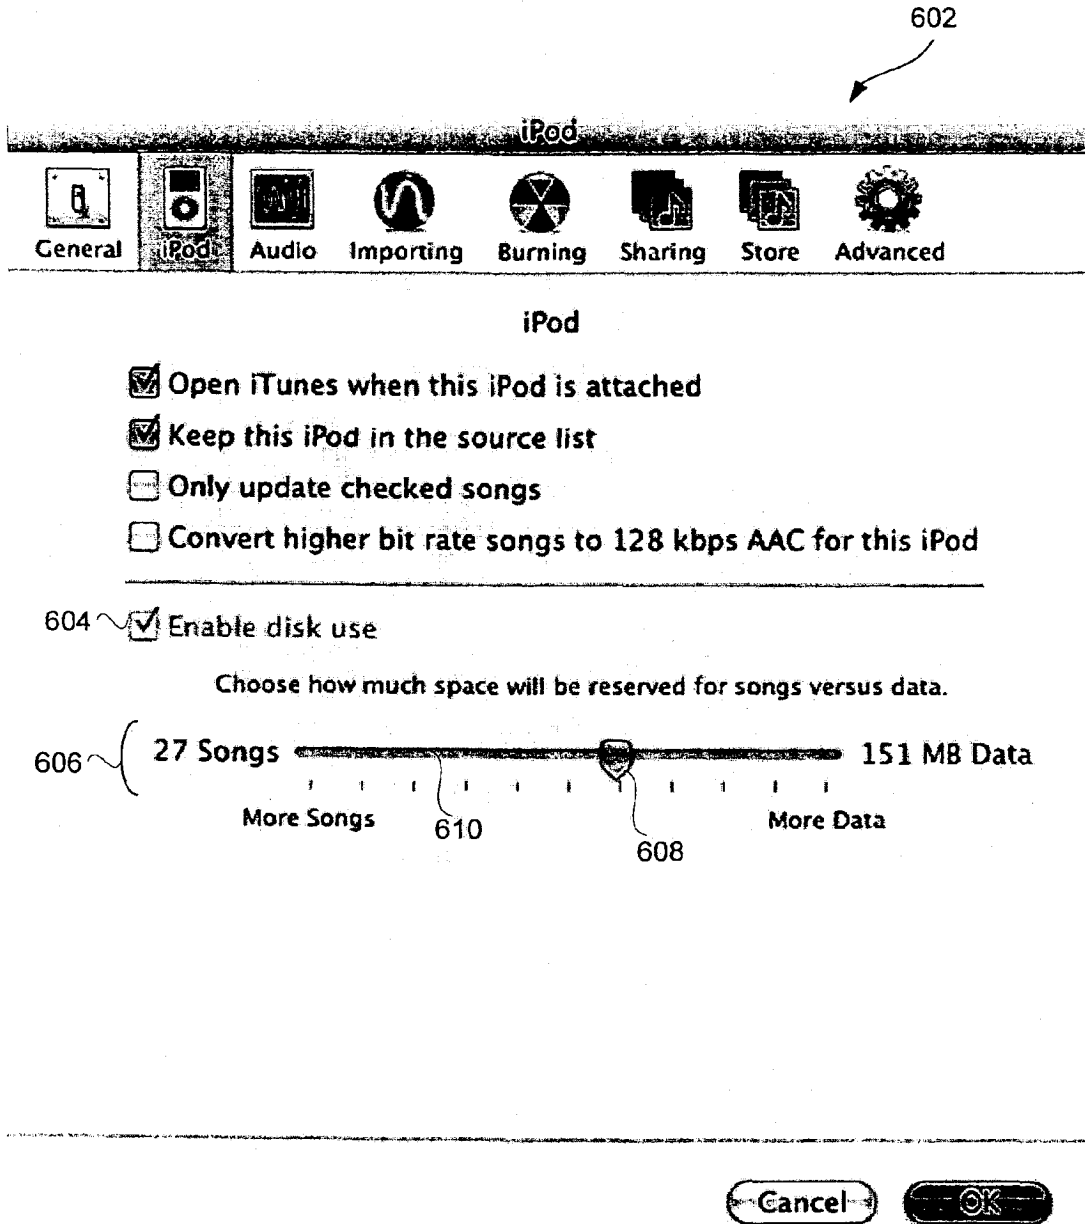 602
iPod
General iPod Audio Importing Burning Sharing Store Advanced
iPod
Open iTunes when this iPod is attached
Keep this iPod in the source list
Only update checked songs
Convert higher bit rate songs to 128 kbps AAC for this iPod
604 Enable disk use
Choose how much space will be reserved for songs versus data.
606 27 Songs 151 MB Data
More Songs 610 608 More Data
Cancel OK